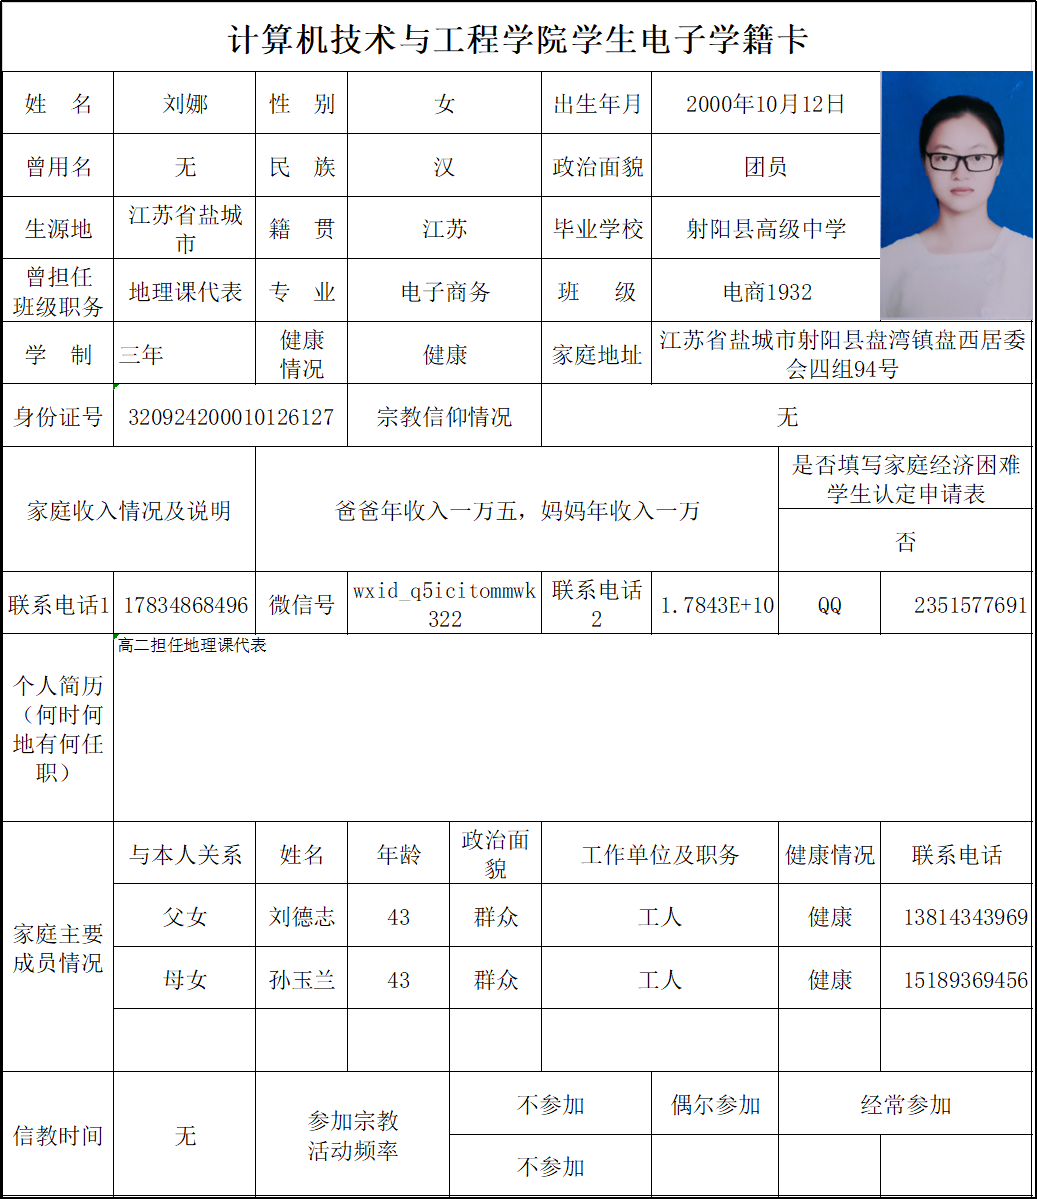 计算机技术与工程学院学生电子学籍卡
姓 名 刘娜 性 别 女 出生年月 2000年10月12日
曾用名 无 民 族 汉 政治面貌 团员
生源地 江苏省盐城市 籍 贯 江苏 毕业学校 射阳县高级中学
曾担任班级职务 地理课代表 专 业 电子商务 班 级 电商1932
学 制 三年 健康情况 健康 家庭地址 江苏省盐城市射阳县盘湾镇盘西居委会四组94号
身份证号 320924200010126127 宗教信仰情况 无
家庭收入情况及说明 爸爸年收入一万五，妈妈年收入一万 是否填写家庭经济困难学生认定申请表
否
联系电话1 17834868496 微信号 wxid_q5icitommwk322 联系电话2 1.7843E+10 QQ 2351577691
个人简历（何时何地有何任职） 高二担任地理课代表
家庭主要成员情况 与本人关系 姓名 年龄 政治面貌 工作单位及职务 健康情况 联系电话
父女 刘德志 43 群众 工人 健康 13814343969
母女 孙玉兰 43 群众 工人 健康 15189369456
信教时间 无 参加宗教活动频率 不参加 偶尔参加 经常参加
不参加